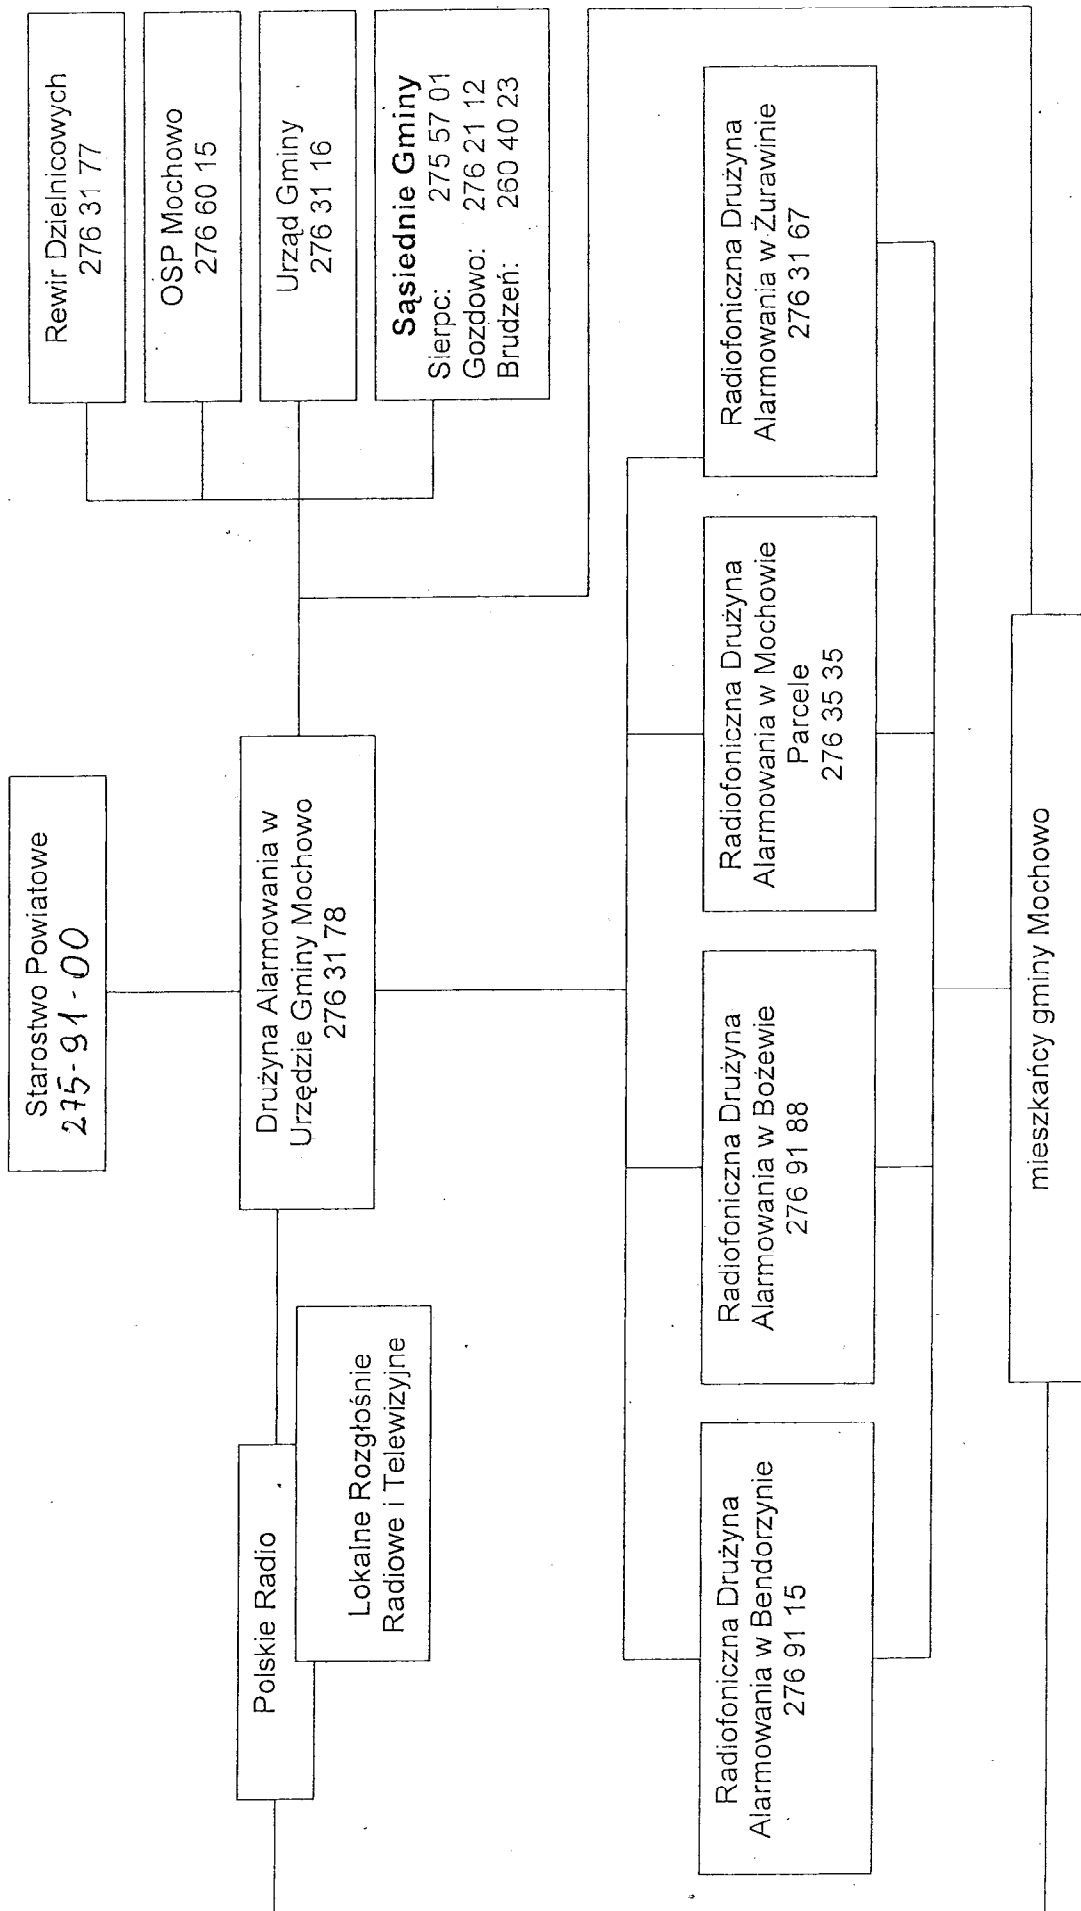 Starostwo Powiatowe
275-91-00
Rewir Dzielnicowych
276 31 77
OSP Mochowo
276 60 15
Urząd Gminy
276 31 16
Sąsiednie Gminy
Sierpc: 275 57 01
Gozdowo: 276 21 12
Brudzeń: 260 40 23
Drużyna Alarmowania w
Urzędzie Gminy Mochowo
276 31 78
Polskie Radio
Lokalne Rozgłośnie
Radiowe i Telewizyjne
Radiofoniczna Drużyna
Alarmowania w Bendorzynie
276 91 15
Radiofoniczna Drużyna
Alarmowania w Bożewie
276 91 88
Radiofoniczna Drużyna
Alarmowania w Mochowie
Parcele
276 35 35
Radiofoniczna Drużyna
Alarmowania w Żurawinie
276 31 67
mieszkańcy gminy Mochowo